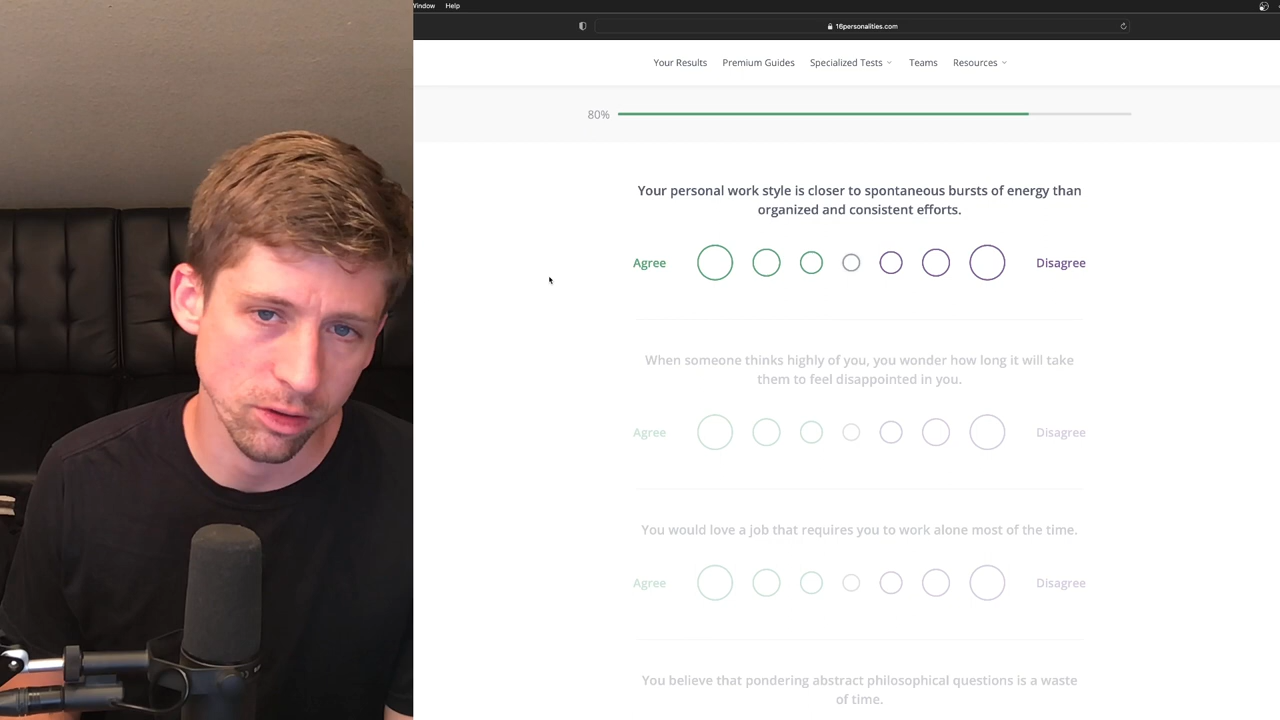 Window Help
16personalities.com
Your Results Premium Guides Specialized Tests Teams Resources
80%
Your personal work style is closer to spontaneous bursts of energy than
organized and consistent efforts.
Agree Disagree
When someone thinks highly of you, you wonder how long it will take
them to feel disappointed in you.
Agree Disagree
You would love a job that requires you to work alone most of the time.
Agree Disagree
You believe that pondering abstract philosophical questions is a waste
of time.